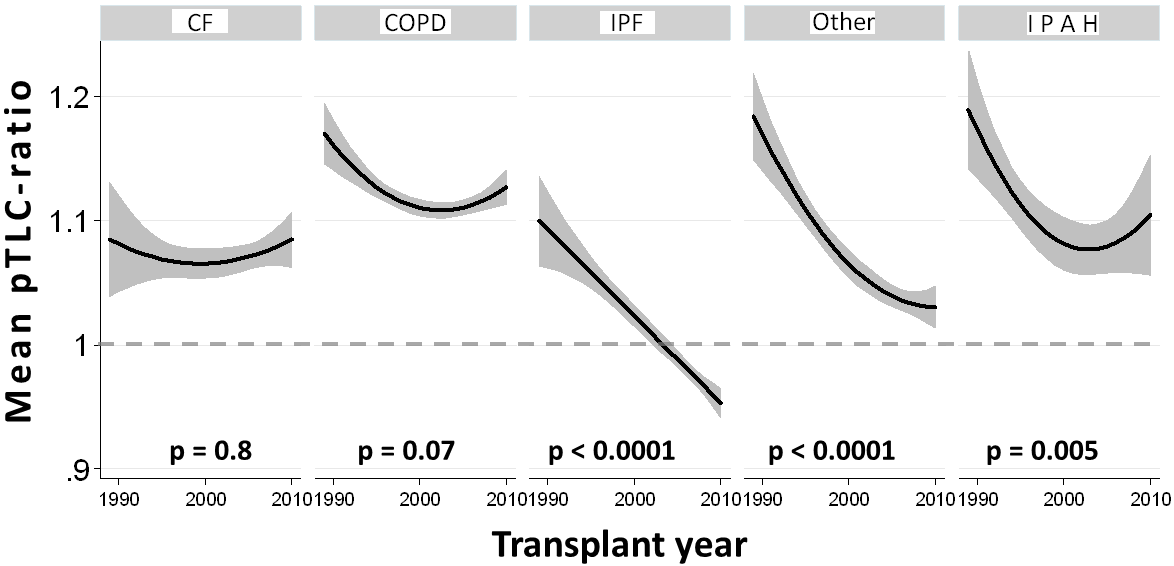 CF COPD IPF Other I P A H
Mean pTLC-ratio
1.2
1.1
1
.9
p = 0.8 p = 0.07 p < 0.0001 p < 0.0001 p = 0.005
1990 2000 2010 1990 2000 2010 1990 2000 2010 1990 2000 2010 1990 2000 2010
Transplant year